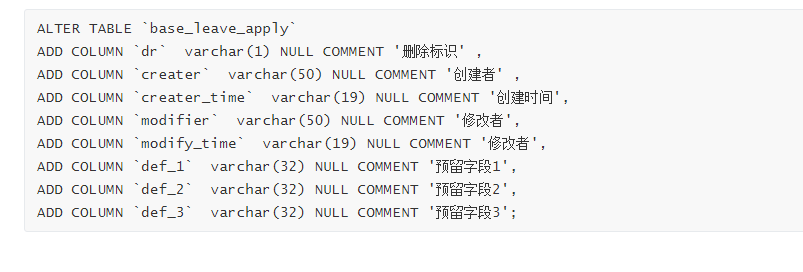 ALTER TABLE `base_leave_apply`
ADD COLUMN `dr`  varchar(1) NULL COMMENT '删除标识' ,
ADD COLUMN `creater`  varchar(50) NULL COMMENT '创建者' ,
ADD COLUMN `creater_time`  varchar(19) NULL COMMENT '创建时间',
ADD COLUMN `modifier`  varchar(50) NULL COMMENT '修改者',
ADD COLUMN `modify_time`  varchar(19) NULL COMMENT '修改者',
ADD COLUMN `def_1`  varchar(32) NULL COMMENT '预留字段1',
ADD COLUMN `def_2`  varchar(32) NULL COMMENT '预留字段2',
ADD COLUMN `def_3`  varchar(32) NULL COMMENT '预留字段3';